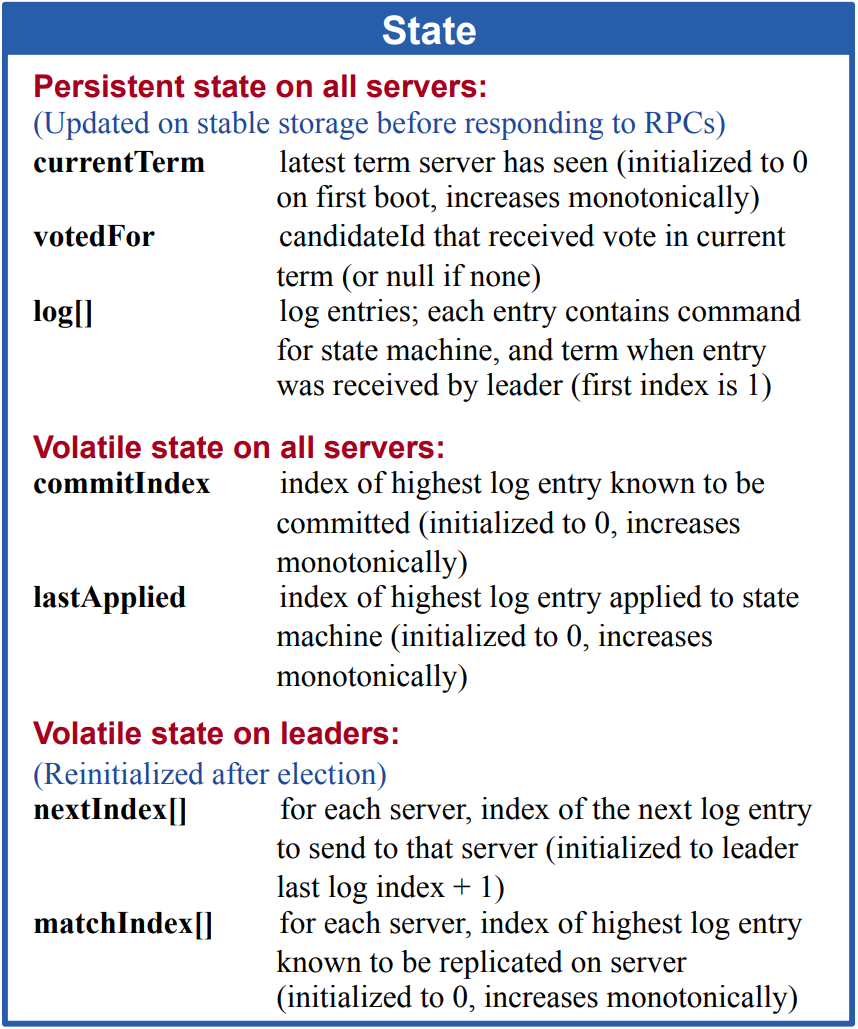 State
Persistent state on all servers:
(Updated on stable storage before responding to RPCs)
currentTerm latest term server has seen (initialized to 0
on first boot, increases monotonically)
votedFor candidateId that received vote in current
term (or null if none)
log[] log entries; each entry contains command
for state machine, and term when entry
was received by leader (first index is 1)
Volatile state on all servers:
commitIndex index of highest log entry known to be
committed (initialized to 0, increases
monotonically)
lastApplied index of highest log entry applied to state
machine (initialized to 0, increases
monotonically)
Volatile state on leaders:
(Reinitialized after election)
nextIndex[] for each server, index of the next log entry
to send to that server (initialized to leader
last log index + 1)
matchIndex[] for each server, index of highest log entry
known to be replicated on server
(initialized to 0, increases monotonically)